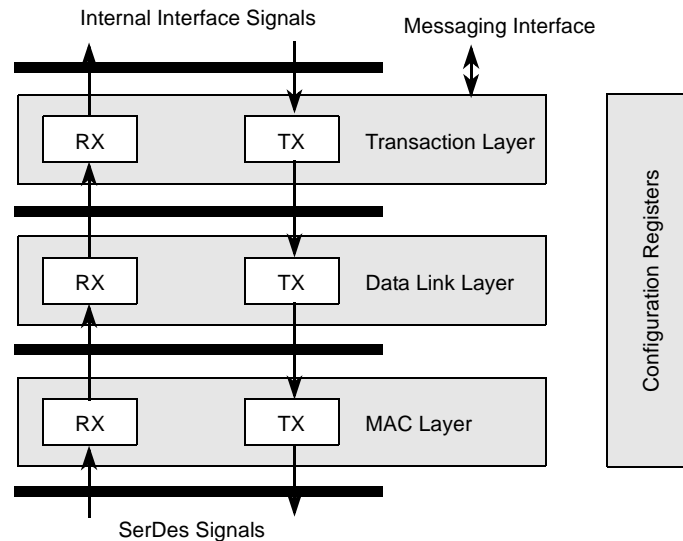 Internal Interface Signals
Messaging Interface
RX
TX
Transaction Layer
RX
TX
Data Link Layer
RX
TX
MAC Layer
SerDes Signals
Configuration Registers